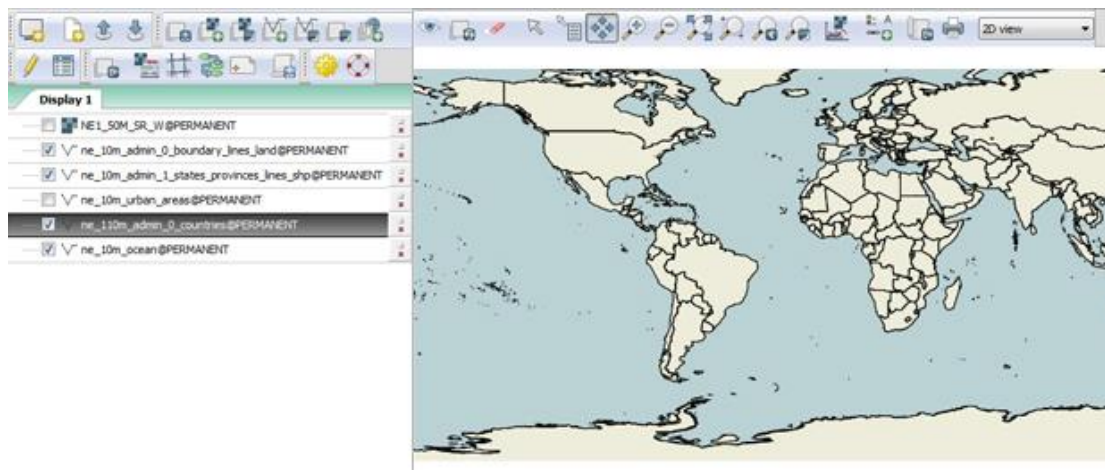 2D view
Display 1
NE1_50M_SR_W@PERMANENT
ne_10m_admin_0_boundary_lines_land@PERMANENT
ne_10m_admin_1_states_provinces_lines_shp@PERMANENT
ne_10m_urban_areas@PERMANENT
ne_110m_admin_0_countries@PERMANENT
ne_10m_ocean@PERMANENT